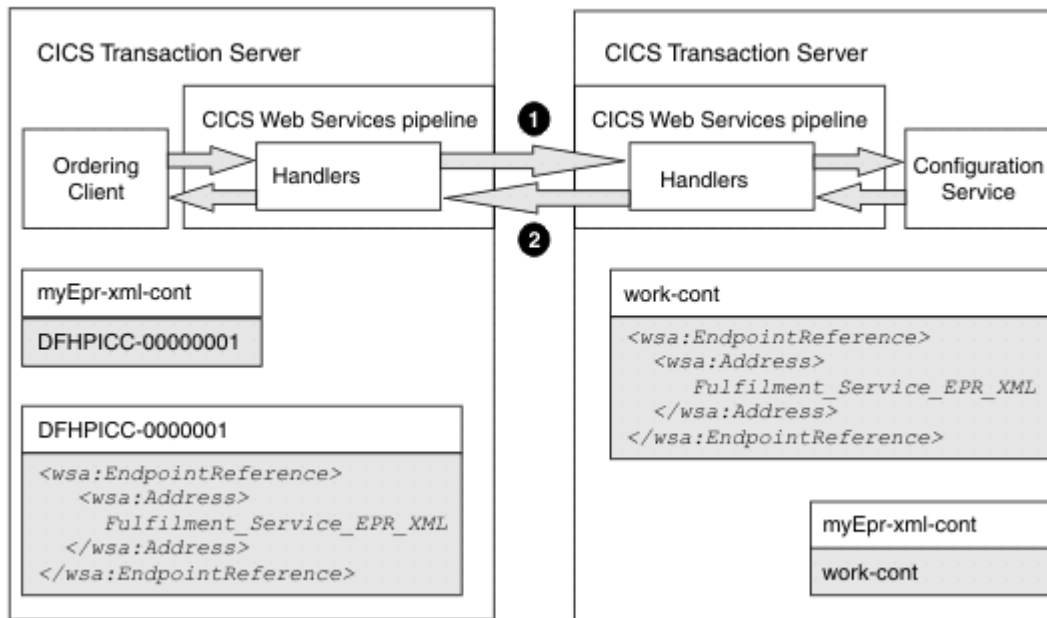 CICS Transaction Server
CICS Web Services pipeline
Ordering
Client
Handlers
myEpr-xml-cont
DFHPICC-00000001
DFHPICC-0000001
<wsa:EndpointReference>
<wsa:Address>
Fulfilment_Service_EPR_XML
</wsa:Address>
</wsa:EndpointReference>
1
2
CICS Transaction Server
CICS Web Services pipeline
Handlers
Configuration
Service
work-cont
<wsa:EndpointReference>
<wsa:Address>
Fulfilment_Service_EPR_XML
</wsa:Address>
</wsa:EndpointReference>
myEpr-xml-cont
work-cont